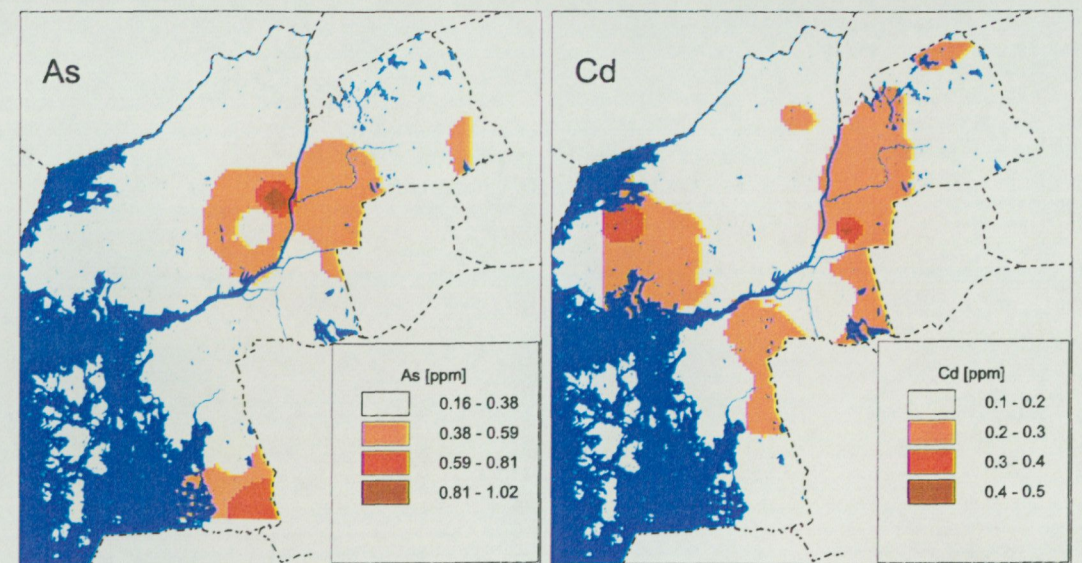 As
As [ppm]
0.16 - 0.38
0.38 - 0.59
0.59 - 0.81
0.81 - 1.02
Cd
Cd [ppm]
0.1 - 0.2
0.2 - 0.3
0.3 - 0.4
0.4 - 0.5